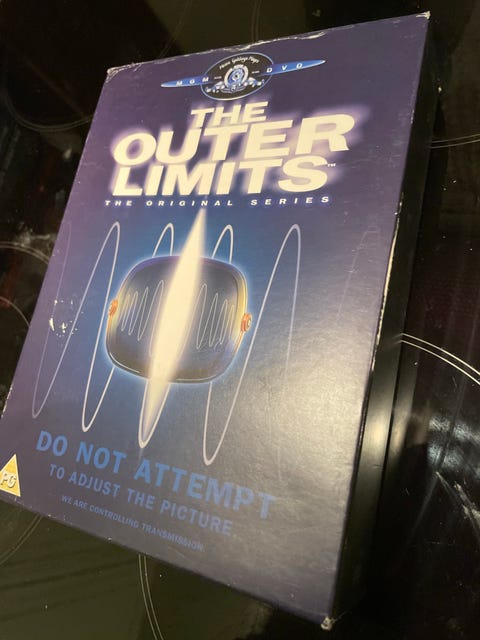 MGM DVD
THE
OUTER
LIMITS™
THE ORIGINAL SERIES
DO NOT ATTEMPT
TO ADJUST THE PICTURE.
WE ARE CONTROLLING TRANSMISSION.
PG